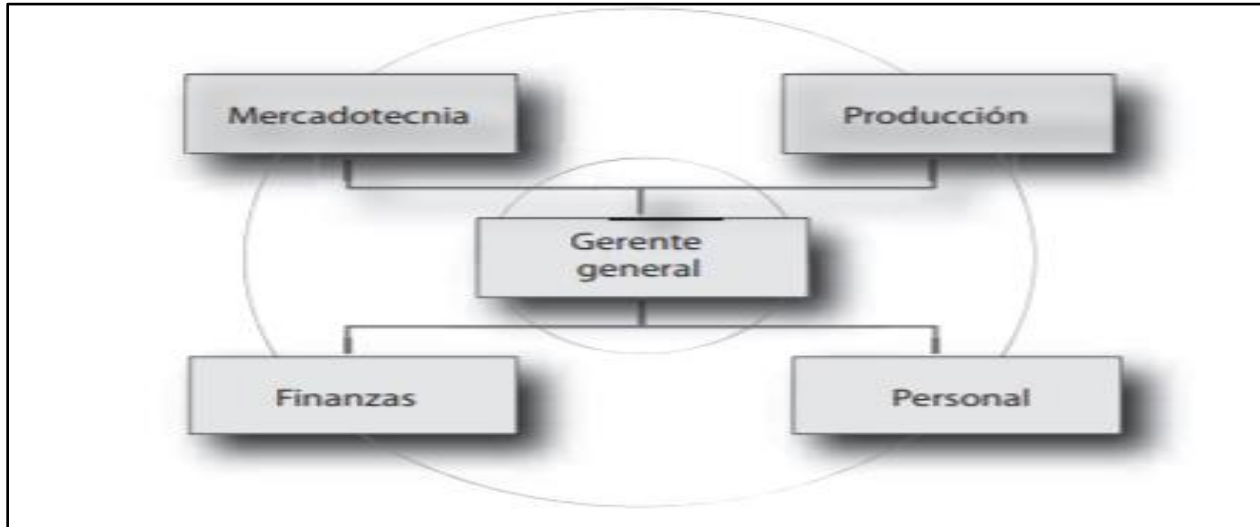 Mercadotecnia
Producción
Gerente
general
Finanzas
Personal